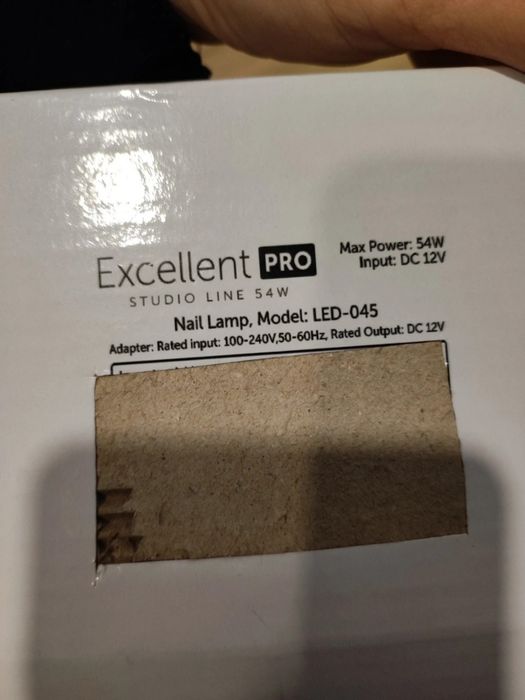 Excellent PRO
STUDIO LINE 54W
Max Power: 54W
Input: DC 12V
Nail Lamp, Model: LED-045
Adapter: Rated input: 100-240V,50-60Hz, Rated Output: DC 12V